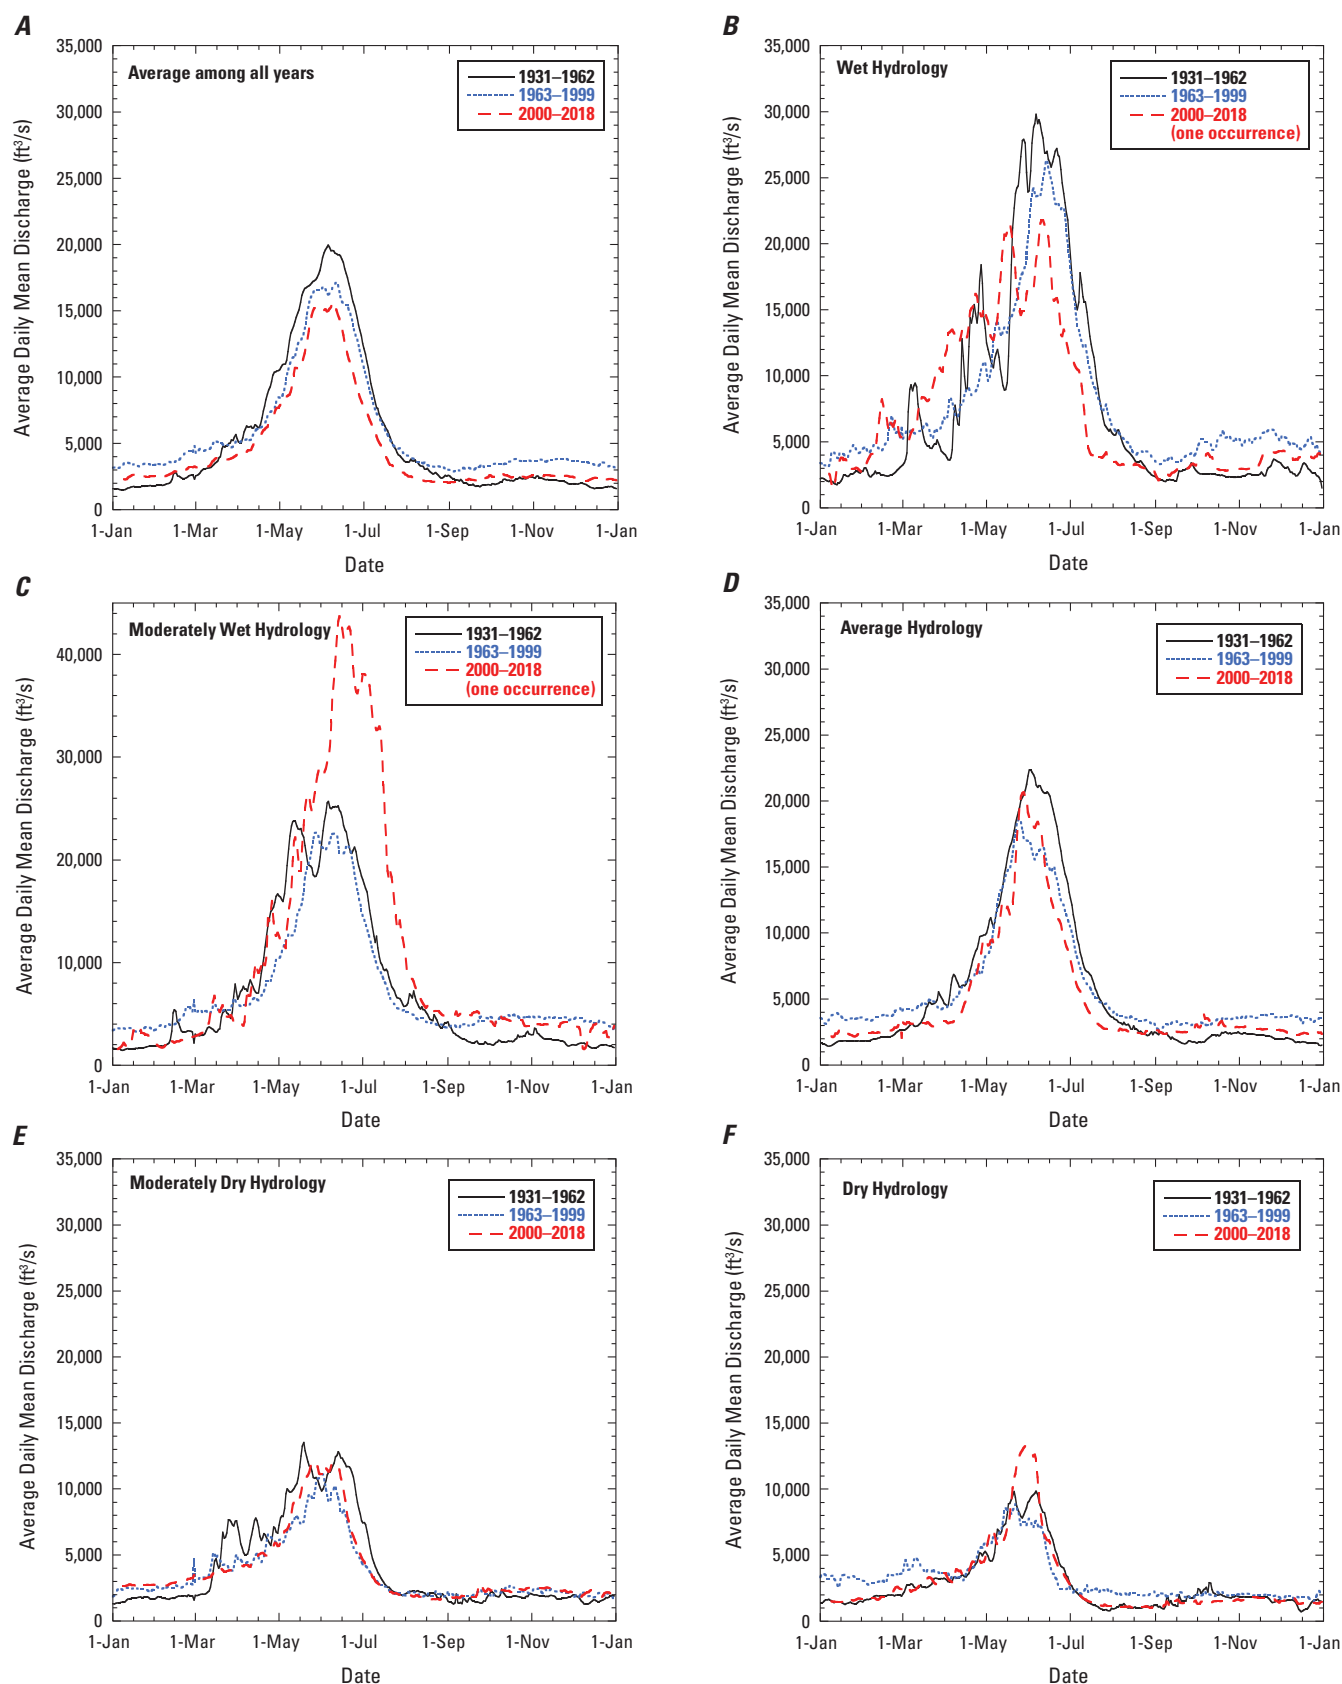 A
Average Daily Mean Discharge (ft³/s)
35,000
30,000
25,000
20,000
15,000
10,000
5,000
0
Average among all years
1931–1962
1963–1999
2000–2018
1-Jan 1-Mar 1-May 1-Jul 1-Sep 1-Nov 1-Jan
Date
B
Average Daily Mean Discharge (ft³/s)
35,000
30,000
25,000
20,000
15,000
10,000
5,000
0
Wet Hydrology
1931–1962
1963–1999
2000–2018
(one occurrence)
1-Jan 1-Mar 1-May 1-Jul 1-Sep 1-Nov 1-Jan
Date
C
Average Daily Mean Discharge (ft³/s)
40,000
30,000
20,000
10,000
0
Moderately Wet Hydrology
1931–1962
1963–1999
2000–2018
(one occurrence)
1-Jan 1-Mar 1-May 1-Jul 1-Sep 1-Nov 1-Jan
Date
D
Average Daily Mean Discharge (ft³/s)
35,000
30,000
25,000
20,000
15,000
10,000
5,000
0
Average Hydrology
1931–1962
1963–1999
2000–2018
1-Jan 1-Mar 1-May 1-Jul 1-Sep 1-Nov 1-Jan
Date
E
Average Daily Mean Discharge (ft³/s)
35,000
30,000
25,000
20,000
15,000
10,000
5,000
0
Moderately Dry Hydrology
1931–1962
1963–1999
2000–2018
1-Jan 1-Mar 1-May 1-Jul 1-Sep 1-Nov 1-Jan
Date
F
Average Daily Mean Discharge (ft³/s)
35,000
30,000
25,000
20,000
15,000
10,000
5,000
0
Dry Hydrology
1931–1962
1963–1999
2000–2018
1-Jan 1-Mar 1-May 1-Jul 1-Sep 1-Nov 1-Jan
Date